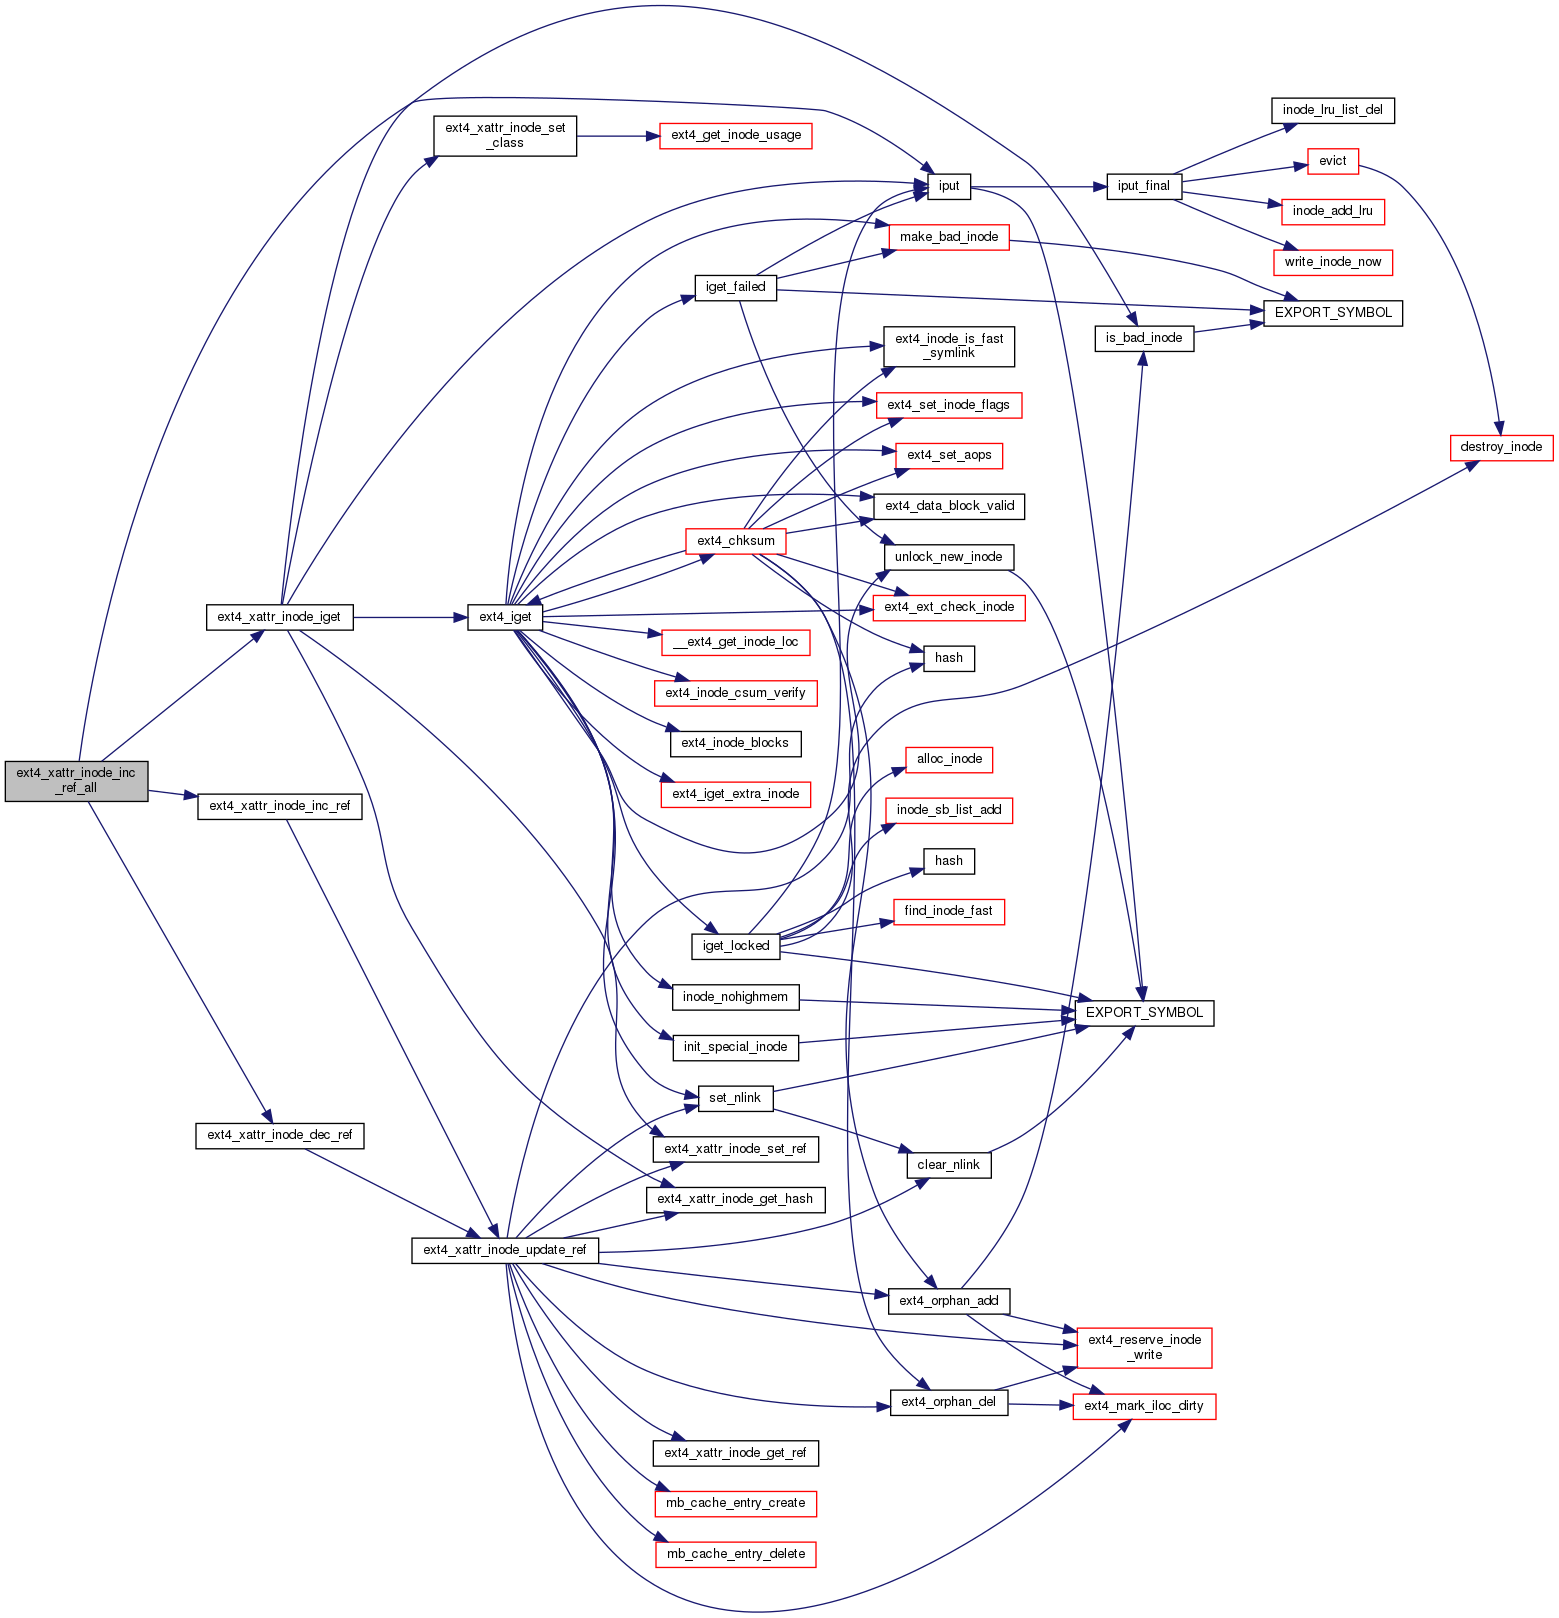 inode_lru_list_del
ext4_xattr_inode_set
_class
ext4_get_inode_usage
evict
iput
iput_final
inode_add_lru
make_bad_inode
write_inode_now
iget_failed
EXPORT_SYMBOL
is_bad_inode
ext4_inode_is_fast
_symlink
ext4_set_inode_flags
destroy_inode
ext4_set_aops
ext4_data_block_valid
ext4_chksum
unlock_new_inode
ext4_ext_check_inode
ext4_xattr_inode_iget
ext4_iget
__ext4_get_inode_loc
hash
ext4_inode_csum_verify
ext4_inode_blocks
alloc_inode
ext4_xattr_inode_inc
_ref_all
ext4_iget_extra_inode
ext4_xattr_inode_inc_ref
inode_sb_list_add
hash
find_inode_fast
iget_locked
inode_nohighmem
EXPORT_SYMBOL
init_special_inode
set_nlink
ext4_xattr_inode_dec_ref
ext4_xattr_inode_set_ref
clear_nlink
ext4_xattr_inode_get_hash
ext4_xattr_inode_update_ref
ext4_orphan_add
ext4_reserve_inode
_write
ext4_orphan_del
ext4_mark_iloc_dirty
ext4_xattr_inode_get_ref
mb_cache_entry_create
mb_cache_entry_delete